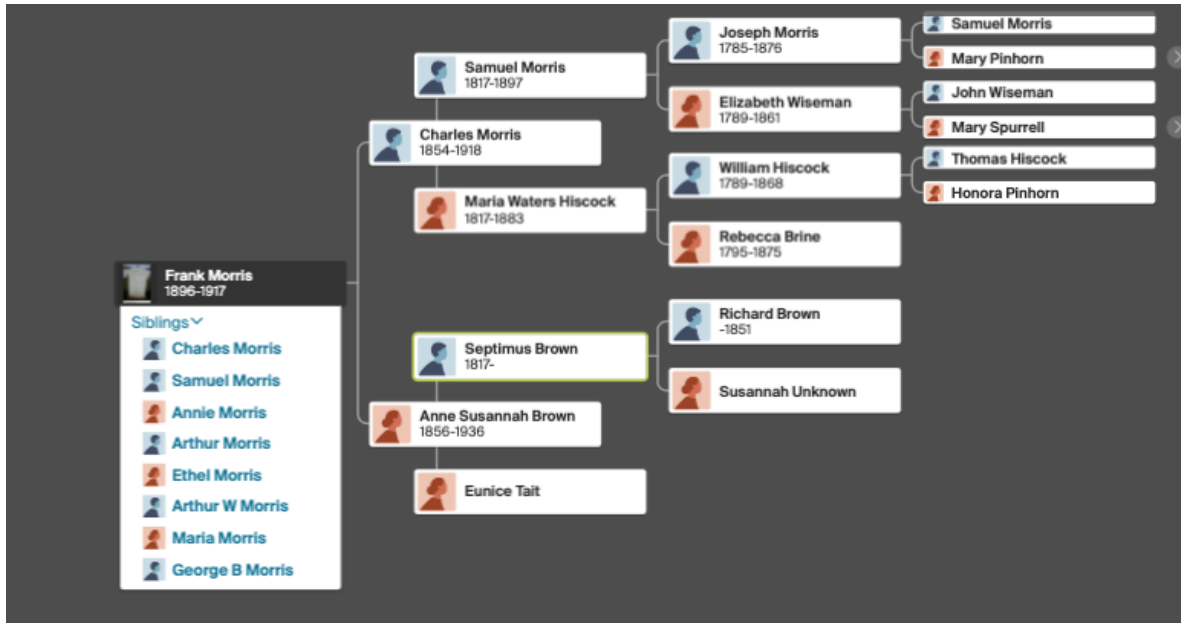 Frank Morris
1896-1917
Siblings
Charles Morris
Samuel Morris
Annie Morris
Arthur Morris
Ethel Morris
Arthur W Morris
Maria Morris
George B Morris
Charles Morris
1854-1918
Anne Susannah Brown
1856-1936
Samuel Morris
1817-1897
Maria Waters Hiscock
1817-1883
Septimus Brown
1817-
Eunice Tait
Joseph Morris
1785-1876
Elizabeth Wiseman
1789-1861
William Hiscock
1789-1868
Rebecca Brine
1795-1875
Richard Brown
-1851
Susannah Unknown
Samuel Morris
Mary Pinhorn
John Wiseman
Mary Spurrell
Thomas Hiscock
Honora Pinhorn